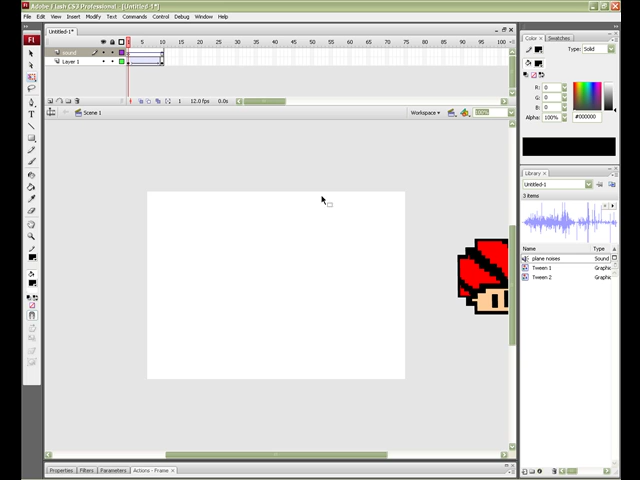 Adobe Flash CS3 Professional - [Untitled-1*]
File Edit View Insert Modify Text Commands Control Debug Window Help
Untitled-1*
5 10 15 20 25 30 35 40 45 50 55 60 65 70 75 80 85 90 95 100
sound
Layer 1
1 12.0 fps 0.0s
Scene 1 Workspace 100%
Color Swatches
Type: Solid
R: 0
G: 0
B: 0
Alpha: 100% #000000
Library
Untitled-1
3 items
Name Type
plane noises Sound
Tween 1 Graphic
Tween 2 Graphic
Properties Filters Parameters Actions - Frame